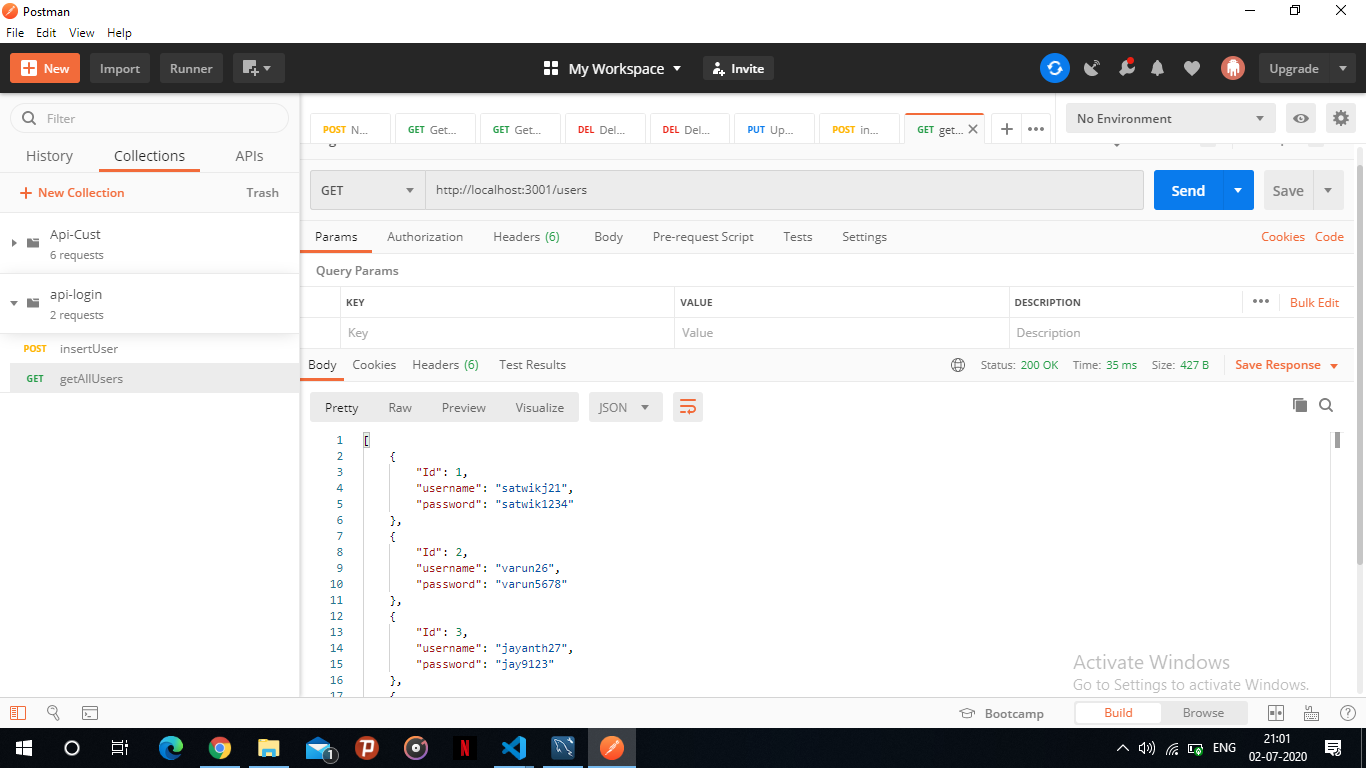 Postman
File Edit View Help
New Import Runner My Workspace Invite Upgrade
Filter
History Collections APIs
New Collection Trash
Api-Cust
6 requests
api-login
2 requests
POST insertUser
GET getAllUsers
POST N... GET Get... GET Get... DEL Del... DEL Del... PUT Up... POST in... GET get... No Environment
GET http://localhost:3001/users Send Save
Params Authorization Headers (6) Body Pre-request Script Tests Settings Cookies Code
Query Params
KEY VALUE DESCRIPTION ••• Bulk Edit
Key Value Description
Body Cookies Headers (6) Test Results Status: 200 OK Time: 35 ms Size: 427 B Save Response
Pretty Raw Preview Visualize JSON
1 [
2 {
3 "Id": 1,
4 "username": "satwikj21",
5 "password": "satwik1234"
6 },
7 {
8 "Id": 2,
9 "username": "varun26",
10 "password": "varun5678"
11 },
12 {
13 "Id": 3,
14 "username": "jayanth27",
15 "password": "jay9123"
16 },
17 {
Activate Windows
Go to Settings to activate Windows.
Bootcamp Build Browse
1 ENG 21:01
02-07-2020